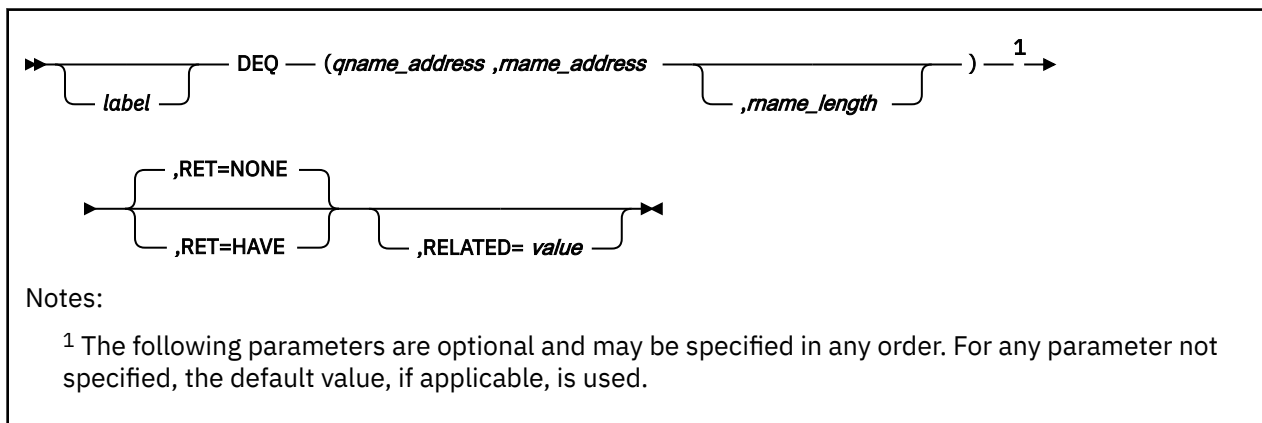 DEQ (qname_address ,rname_address ) 1
label ,rname_length
,RET=NONE
,RET=HAVE ,RELATED= value
Notes:
1 The following parameters are optional and may be specified in any order. For any parameter not
specified, the default value, if applicable, is used.